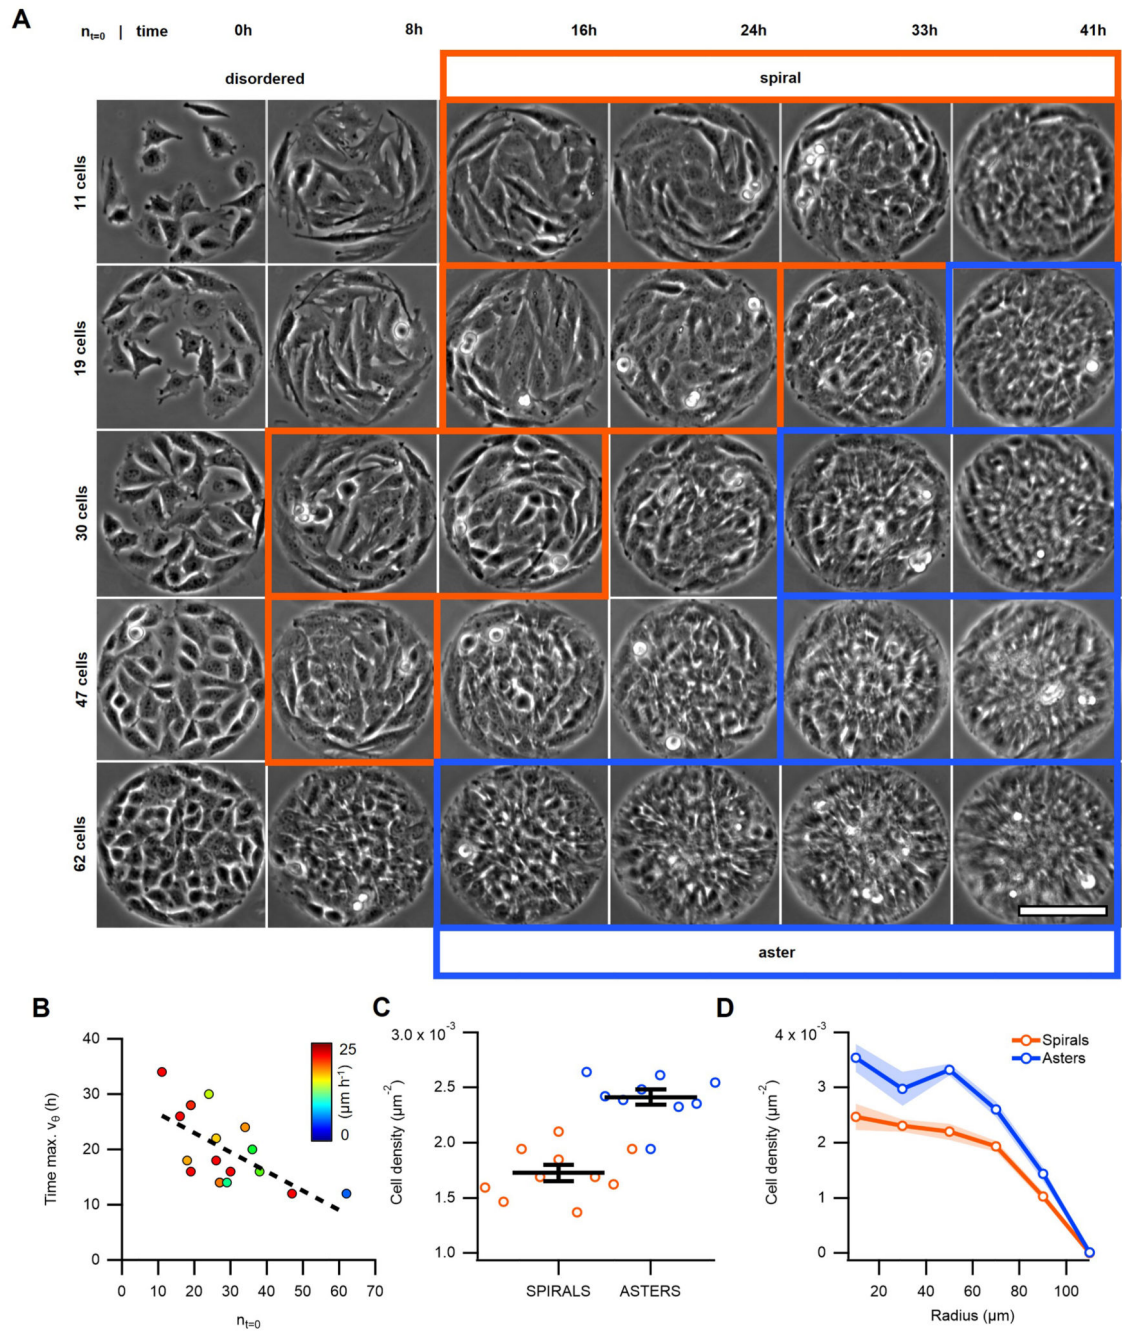 A
n_t=0 | time 0h 8h 16h 24h 33h 41h
disordered spiral
11 cells
19 cells
30 cells
47 cells
62 cells
aster
B
40
30
20
10
0
Time max. v_θ (h)
25
(µm h⁻¹)
0
0 10 20 30 40 50 60 70
n_t=0
C
3.0 x 10⁻³
2.5
2.0
1.5
1.0
Cell density (µm⁻²)
SPIRALS ASTERS
D
4 x 10⁻³
3
2
1
0
Cell density (µm⁻²)
Spirals
Asters
20 40 60 80 100
Radius (µm)